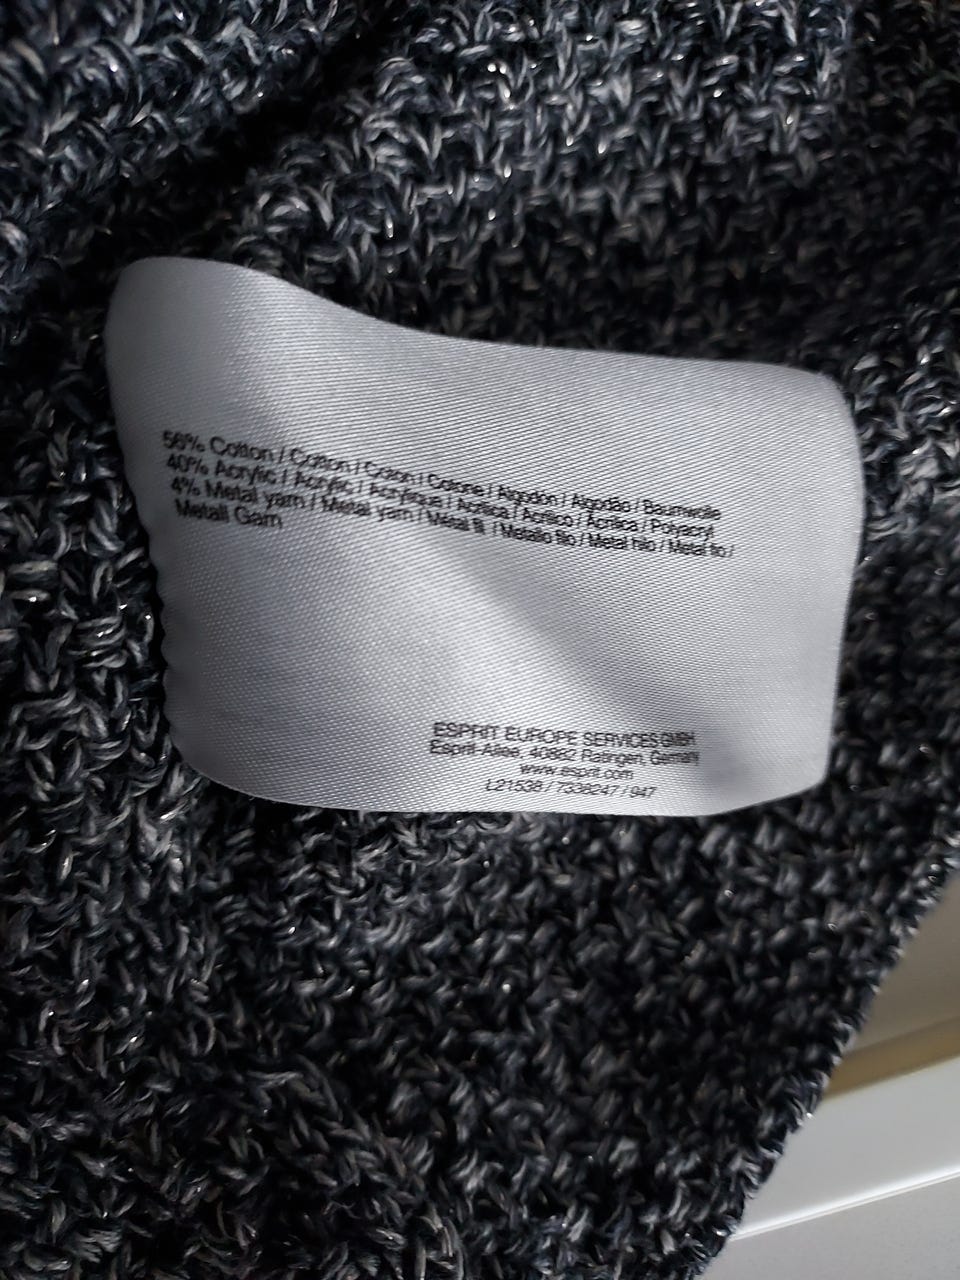 56% Cotton / Cotton / Coton / Cotone / Algodón / Algodão / Baumwolle
40% Acrylic / Acrylic / Acrylique / Acrilica / Acrílico / Acrílica / Polyacryl
4% Metal yarn / Metal yarn / Métal fil / Metallo filo / Metal hilo / Metal fio /
Metall Garn
ESPRIT EUROPE SERVICES GMBH
Esprit-Allee, 40882 Ratingen, Germany
www.esprit.com
L21538 / 7338247 / 947